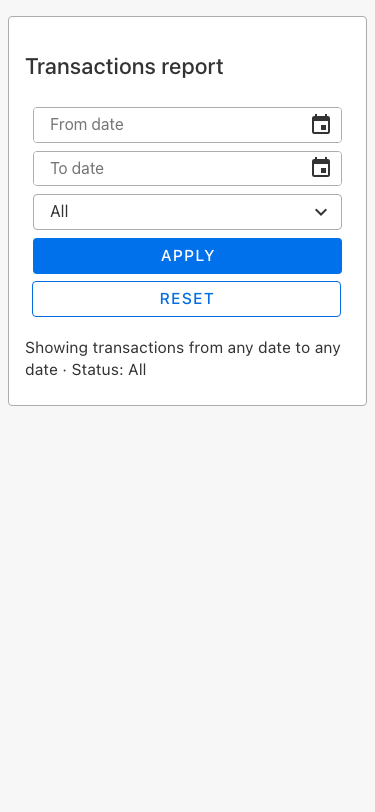 Transactions report
From date
To date
All
APPLY
RESET
Showing transactions from any date to any
date · Status: All